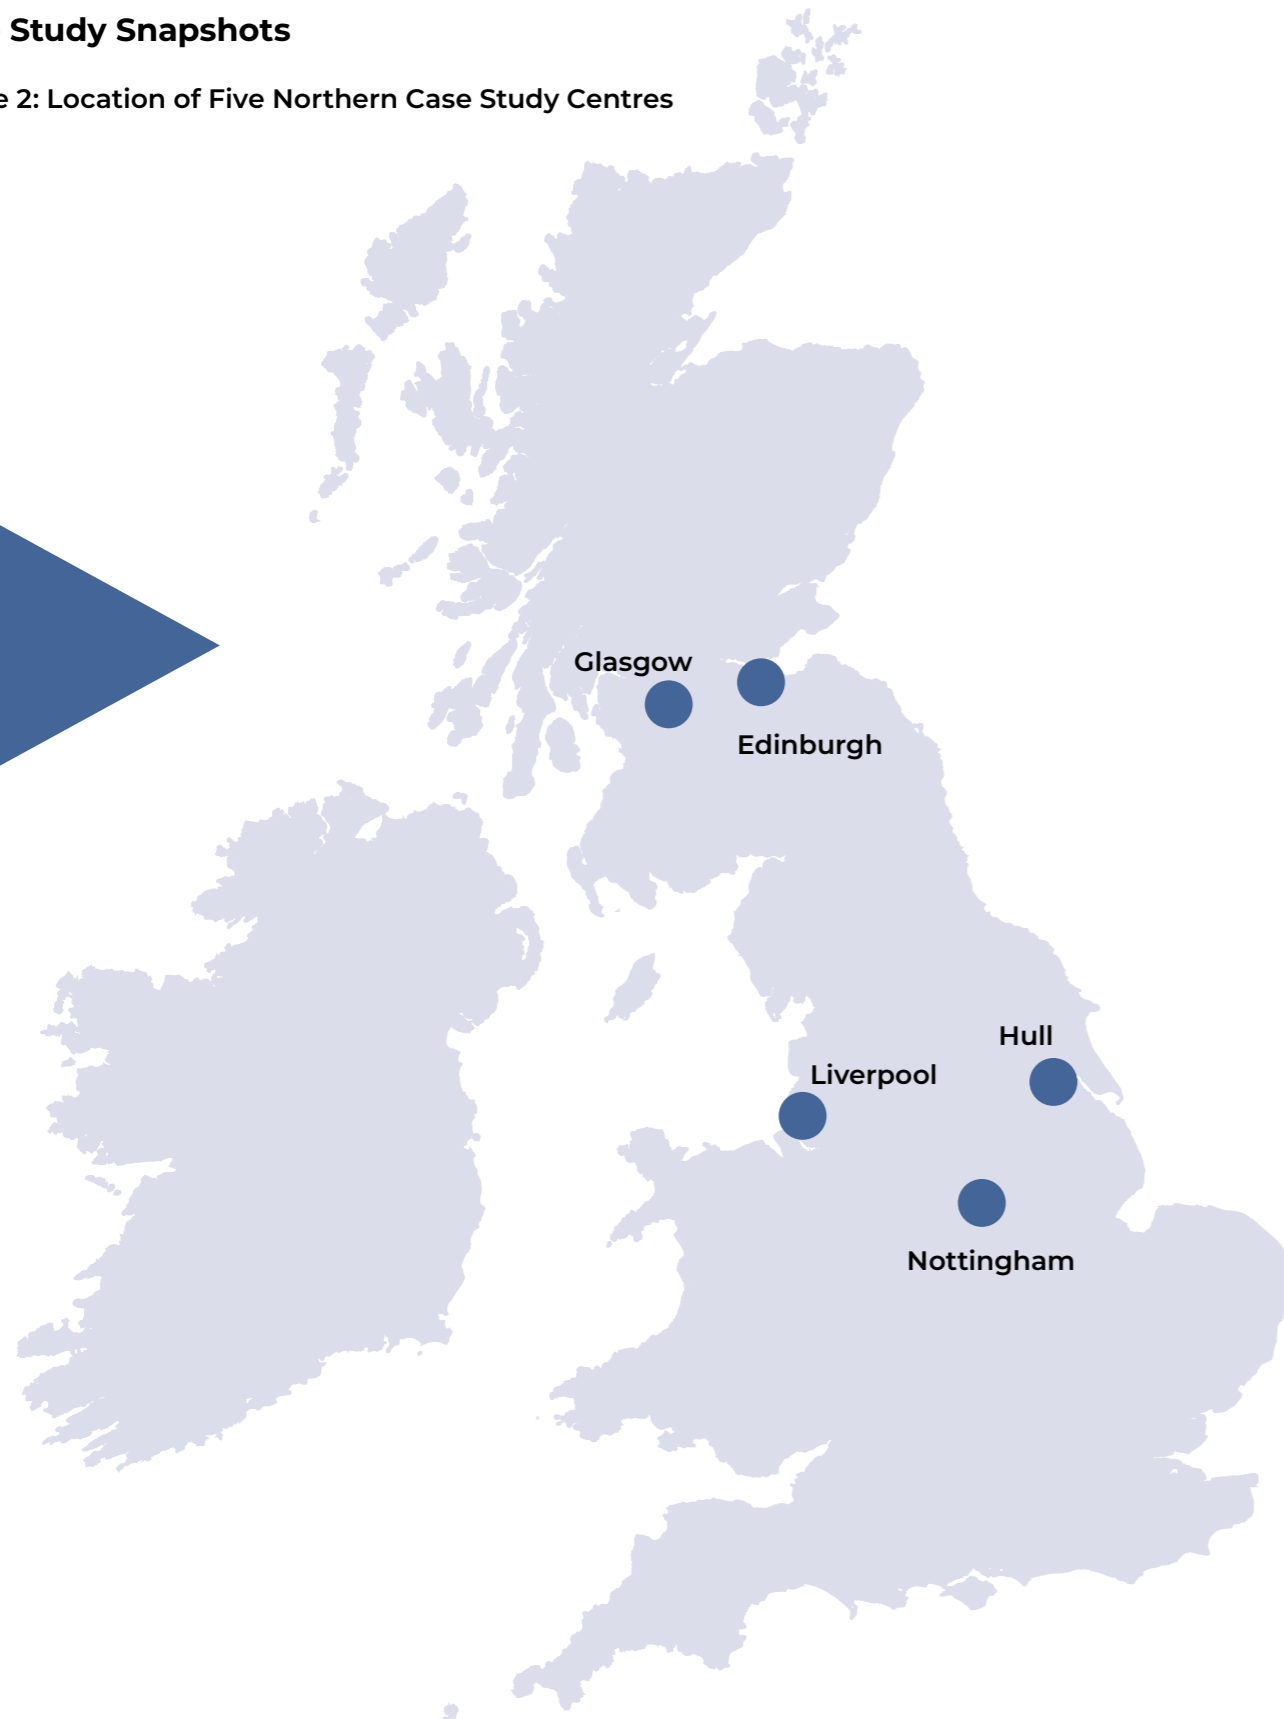 Study Snapshots
2: Location of Five Northern Case Study Centres
Glasgow
Edinburgh
Hull
Liverpool
Nottingham